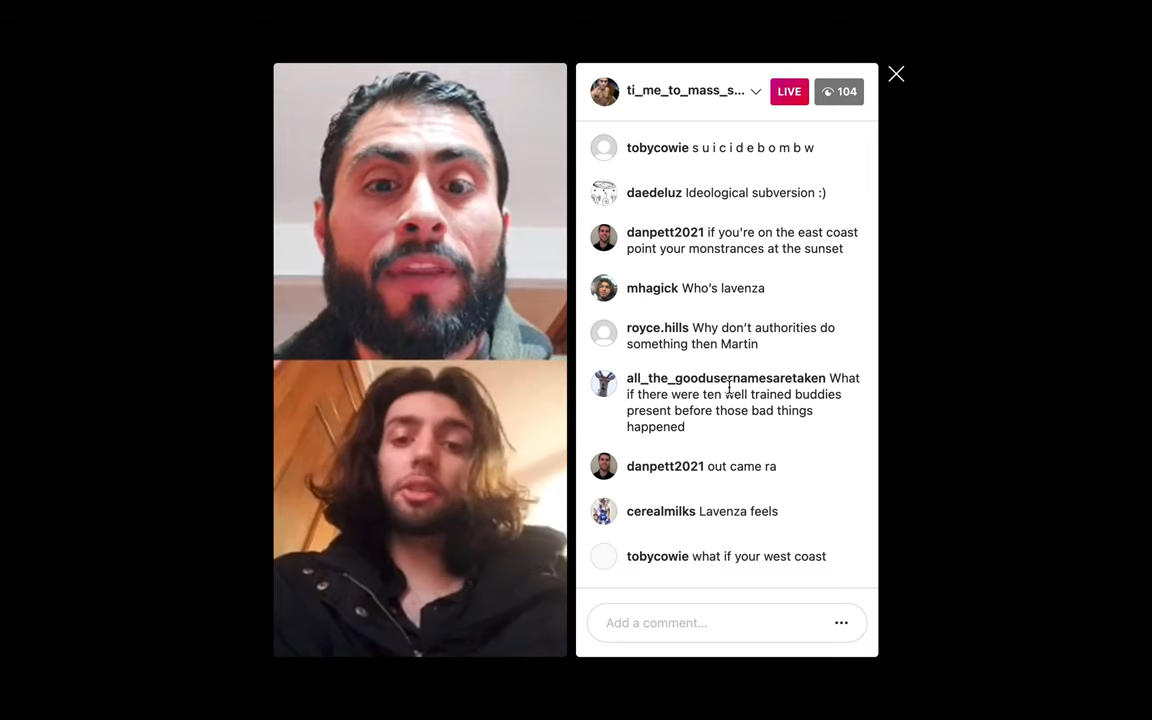 ti_me_to_mass_s...
LIVE
104
tobycowie s u i c i d e b o m b w
daedeluz Ideological subversion :)
danpett2021 if you're on the east coast
point your monstrances at the sunset
mhagick Who's lavenza
royce.hills Why don't authorities do
something then Martin
all_the_goodusernamesaretaken What
if there were ten well trained buddies
present before those bad things
happened
danpett2021 out came ra
cerealmilks Lavenza feels
tobycowie what if your west coast
Add a comment...